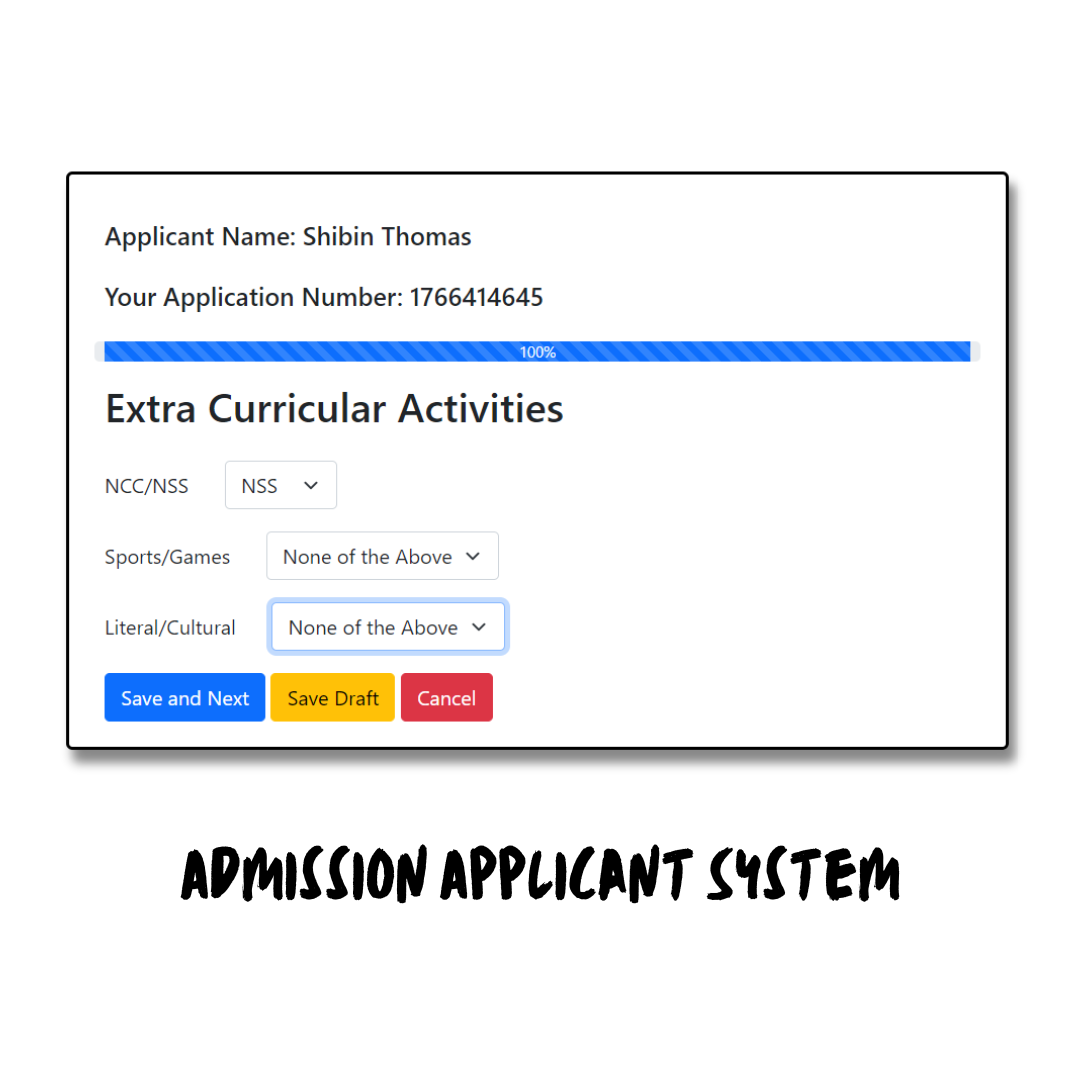 Applicant Name: Shibin Thomas
Your Application Number: 1766414645
100%
Extra Curricular Activities
NCC/NSS NSS
Sports/Games None of the Above
Literal/Cultural None of the Above
Save and Next Save Draft Cancel
ADMISSION APPLICANT SYSTEM